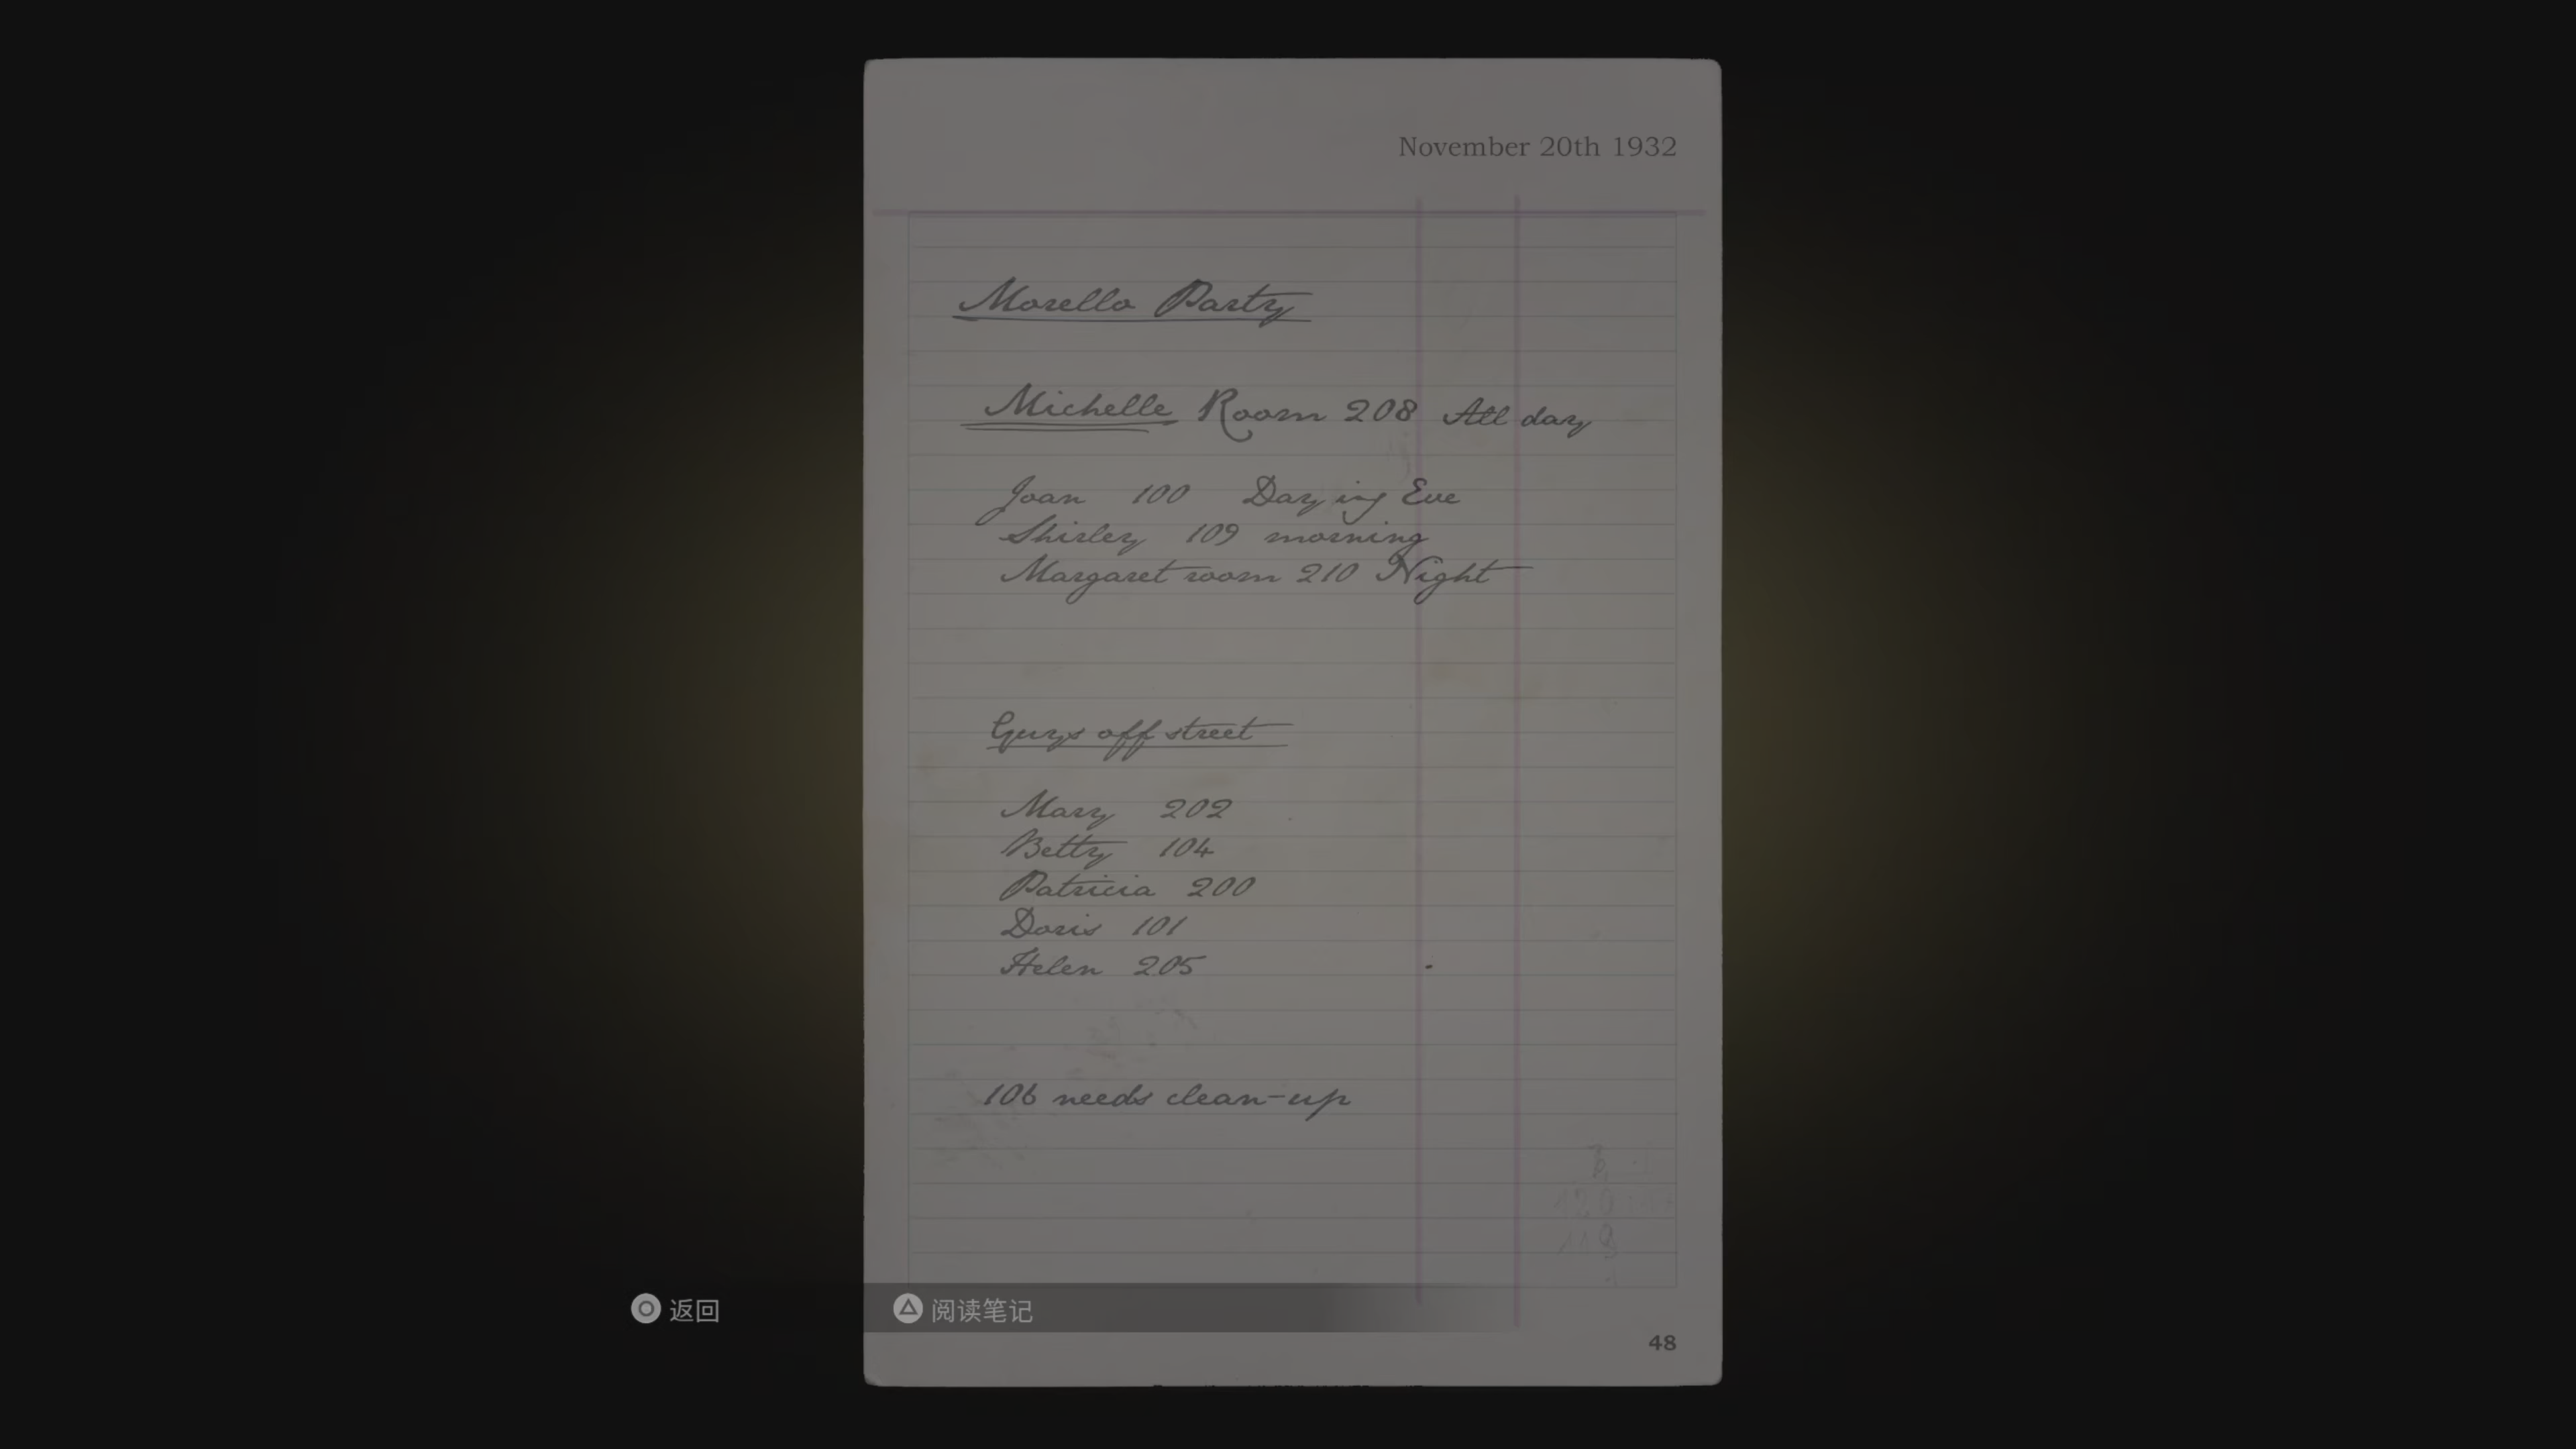 November 20th 1932
Morello Party
Michelle Room 208 All day
Joan 100 Day Eve
Shirley 109 morning
Margaret room 210 Night
Guys off street
Mary 202
Betty 104
Patricia 200
Doris 101
Helen 205
106 needs clean-up
返回
阅读笔记
48